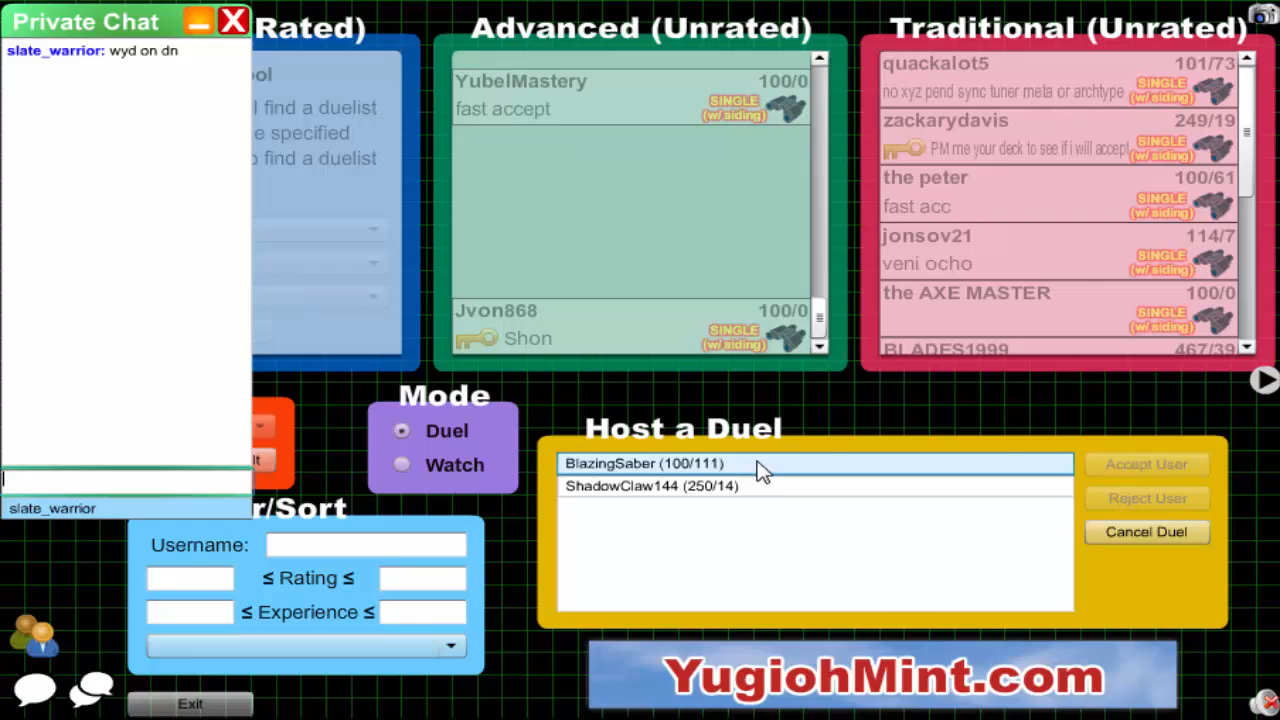 Private Chat
slate_warrior: wyd on dn
slate_warrior
Rated)
ool
l find a duelist
e specified
o find a duelist
Advanced (Unrated)
YubelMastery 100/0
fast accept SINGLE (w/ siding)
Jvon868 100/0
Shon SINGLE (w/ siding)
Traditional (Unrated)
quackalot5 101/73
no xyz pend sync tuner meta or archtype SINGLE (w/ siding)
zackarydavis 249/19
PM me your deck to see if i will accept SINGLE (w/ siding)
the peter 100/61
fast acc SINGLE (w/ siding)
jonsov21 114/7
veni ocho SINGLE (w/ siding)
the AXE MASTER 100/0
SINGLE (w/ siding)
BLADES1999 467/39
lt
Mode
Duel
Watch
Host a Duel
BlazingSaber (100/111)
ShadowClaw144 (250/14)
Accept User
Reject User
Cancel Duel
r/Sort
Username:
≤ Rating ≤
≤ Experience ≤
Exit
YugiohMint.com